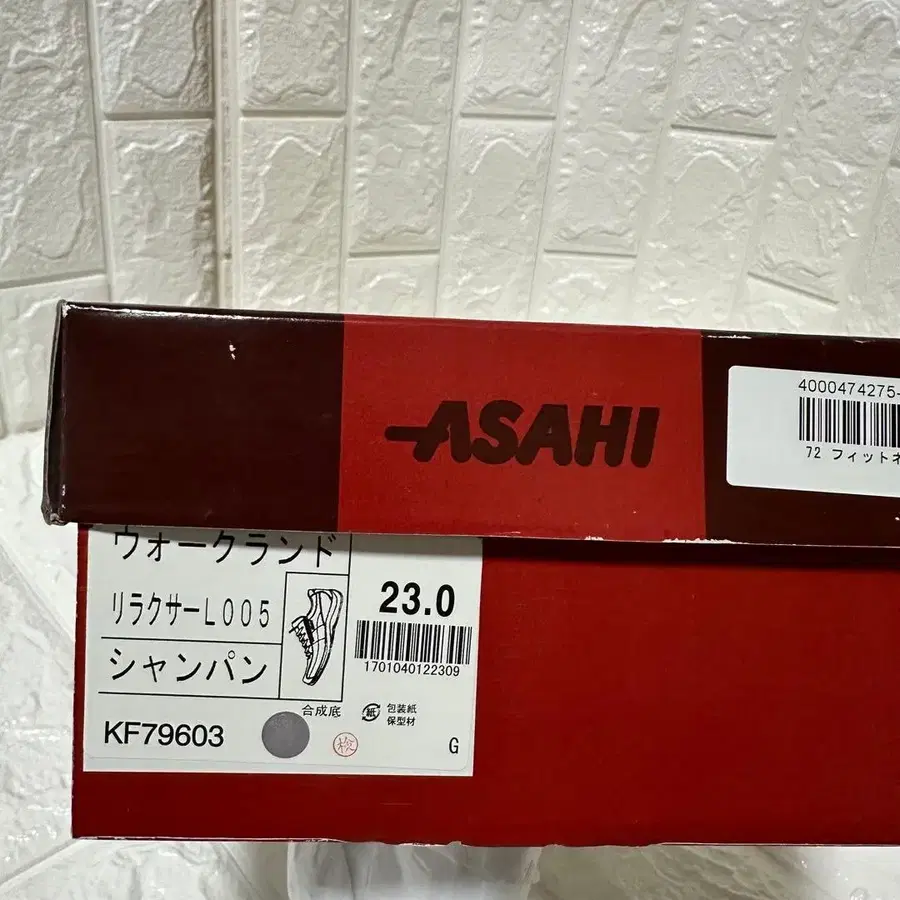 ASAHI
4000474275-
72 フィットネ
ウォークランド
リラクサーL005
シャンパン
23.0
1701040122309
合成底
紙
包装紙
保型材
KF79603
検
G